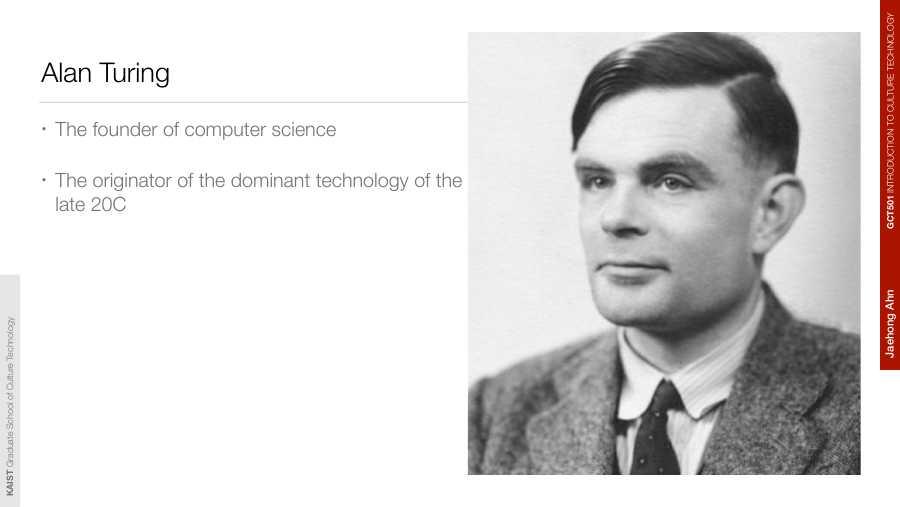 Alan Turing
• The founder of computer science
• The originator of the dominant technology of the
late 20C
GCT501 INTRODUCTION TO CULTURE TECHNOLOGY
Jaehong Ahn
KAIST Graduate School of Culture Technology